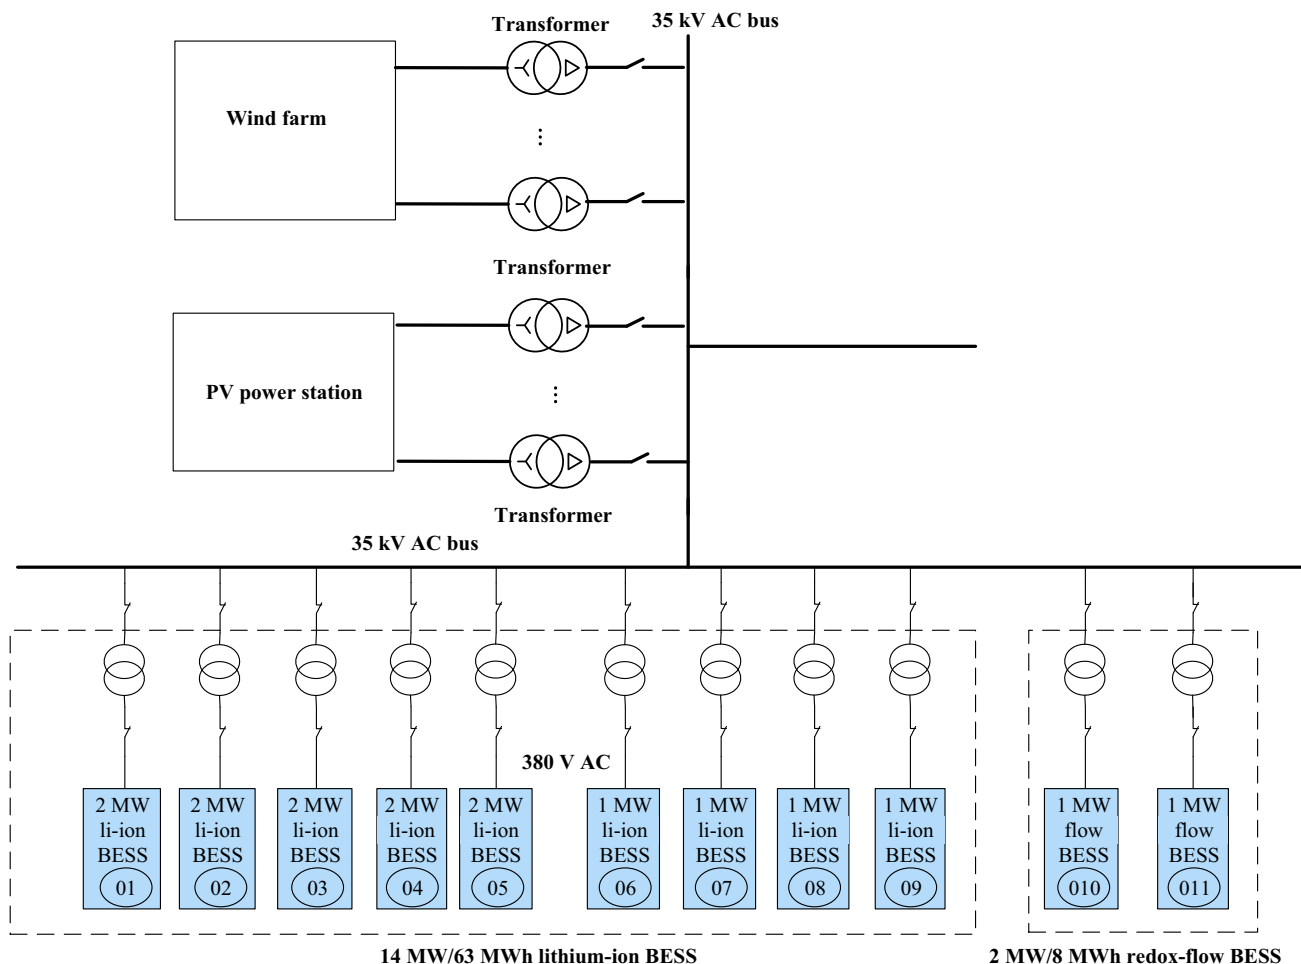 Transformer
35 kV AC bus
Wind farm
Transformer
PV power station
Transformer
35 kV AC bus
380 V AC
2 MW
li-ion
BESS
01
2 MW
li-ion
BESS
02
2 MW
li-ion
BESS
03
2 MW
li-ion
BESS
04
2 MW
li-ion
BESS
05
1 MW
li-ion
BESS
06
1 MW
li-ion
BESS
07
1 MW
li-ion
BESS
08
1 MW
li-ion
BESS
09
1 MW
flow
BESS
010
1 MW
flow
BESS
011
14 MW/63 MWh lithium-ion BESS
2 MW/8 MWh redox-flow BESS